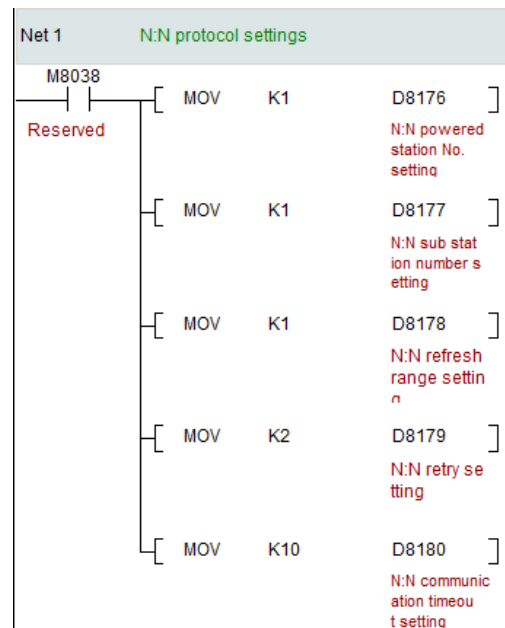 Net 1 N:N protocol settings
M8038
Reserved
MOV K1 D8176
N:N powered
station No.
setting
MOV K1 D8177
N:N sub stat
ion number s
etting
MOV K1 D8178
N:N refresh
range settin
g
MOV K2 D8179
N:N retry se
tting
MOV K10 D8180
N:N communic
ation timeou
t setting